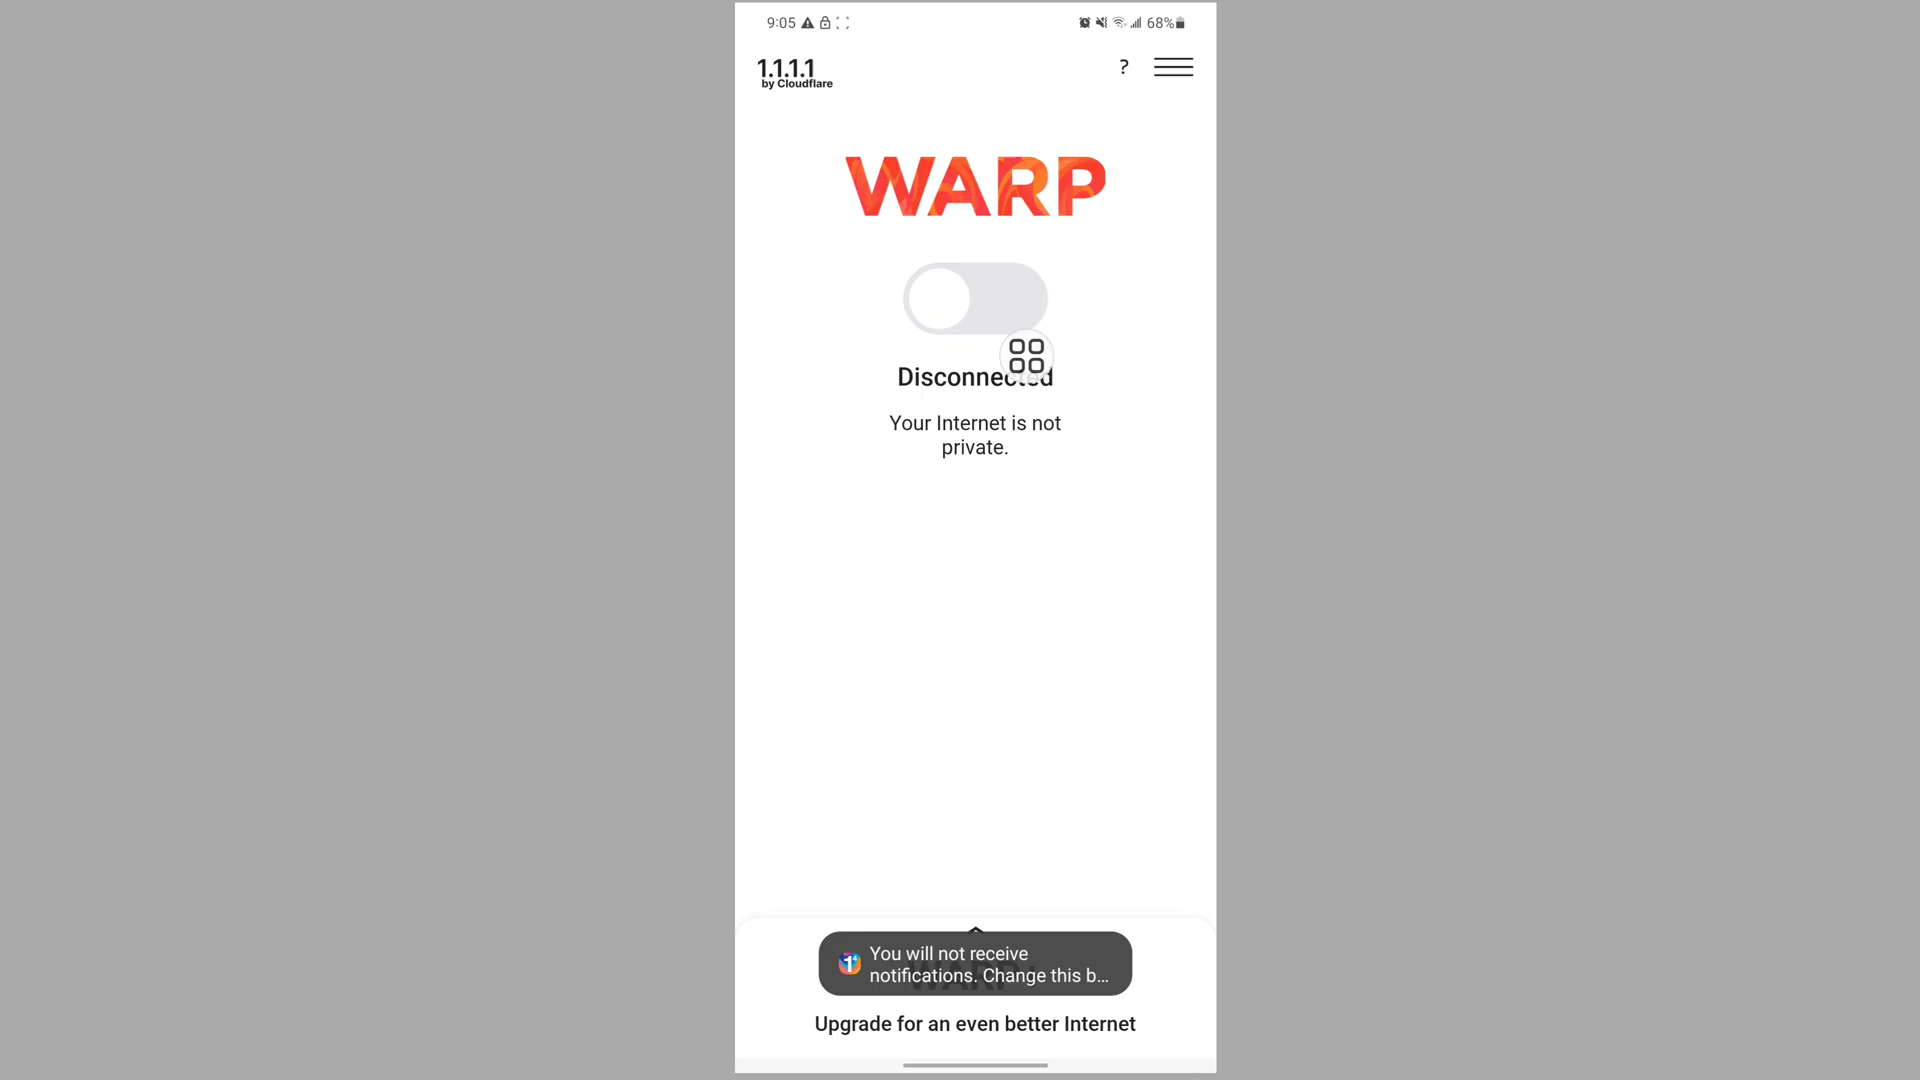 9:05 68%
1.1.1.1
by Cloudflare
?
WARP
Disconnected
Your Internet is not
private.
You will not receive
notifications. Change this b...
WARP
Upgrade for an even better Internet